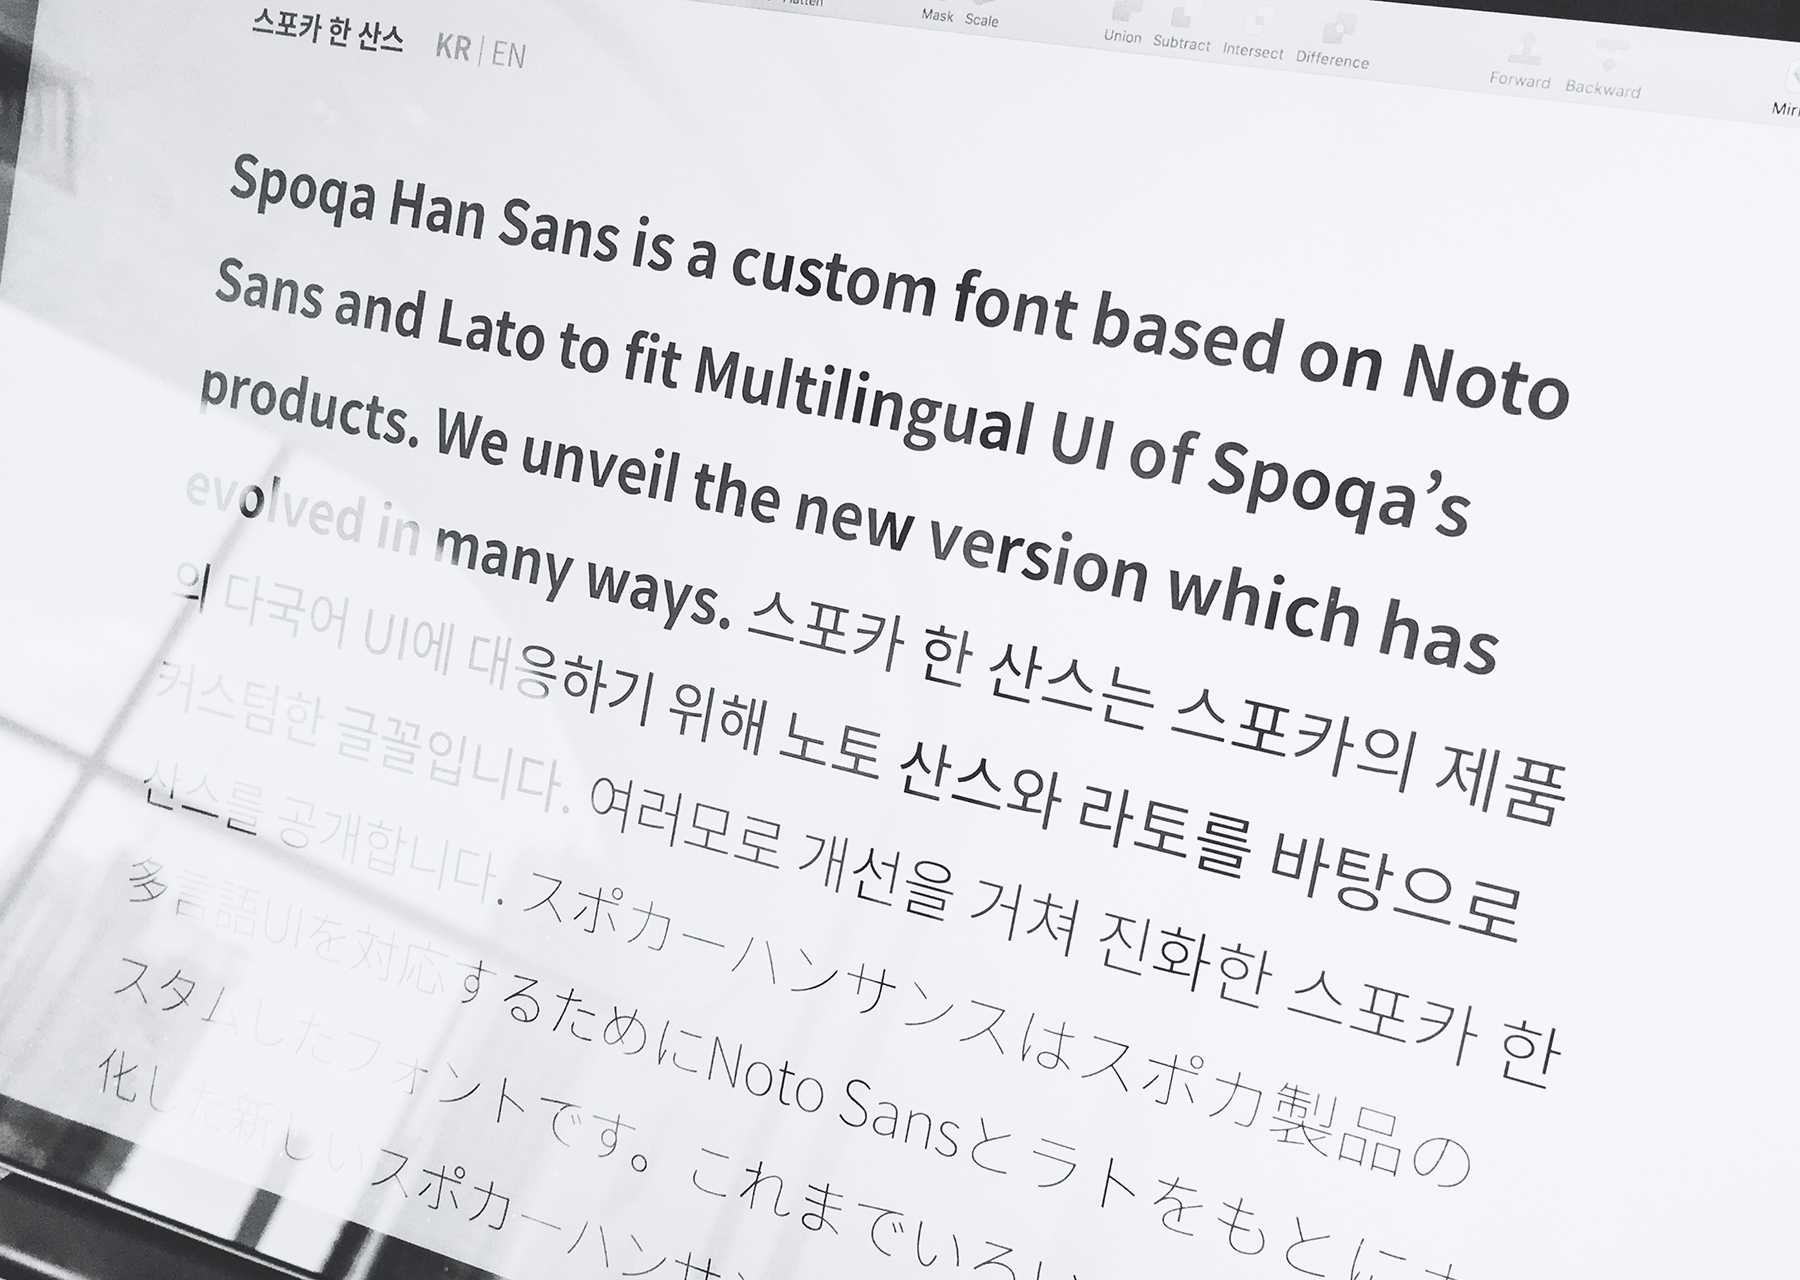 Mask Scale
Union Subtract Intersect Difference
Forward Backward
스포카 한 산스 KR | EN
Spoqa Han Sans is a custom font based on Noto
Sans and Lato to fit Multilingual UI of Spoqa’s
products. We unveil the new version which has
evolved in many ways. 스포카 한 산스는 스포카의 제품
의 다국어 UI에 대응하기 위해 노토 산스와 라토를 바탕으로
커스텀한 글꼴입니다. 여러모로 개선을 거쳐 진화한 스포카 한
산스를 공개합니다. スポカーハンサンスはスポカ製品の
多言語UIを対応するためにNoto Sansとラトをもとに
スタムしたフォントです。これまでいろい
化した新しいスポカーハンサン